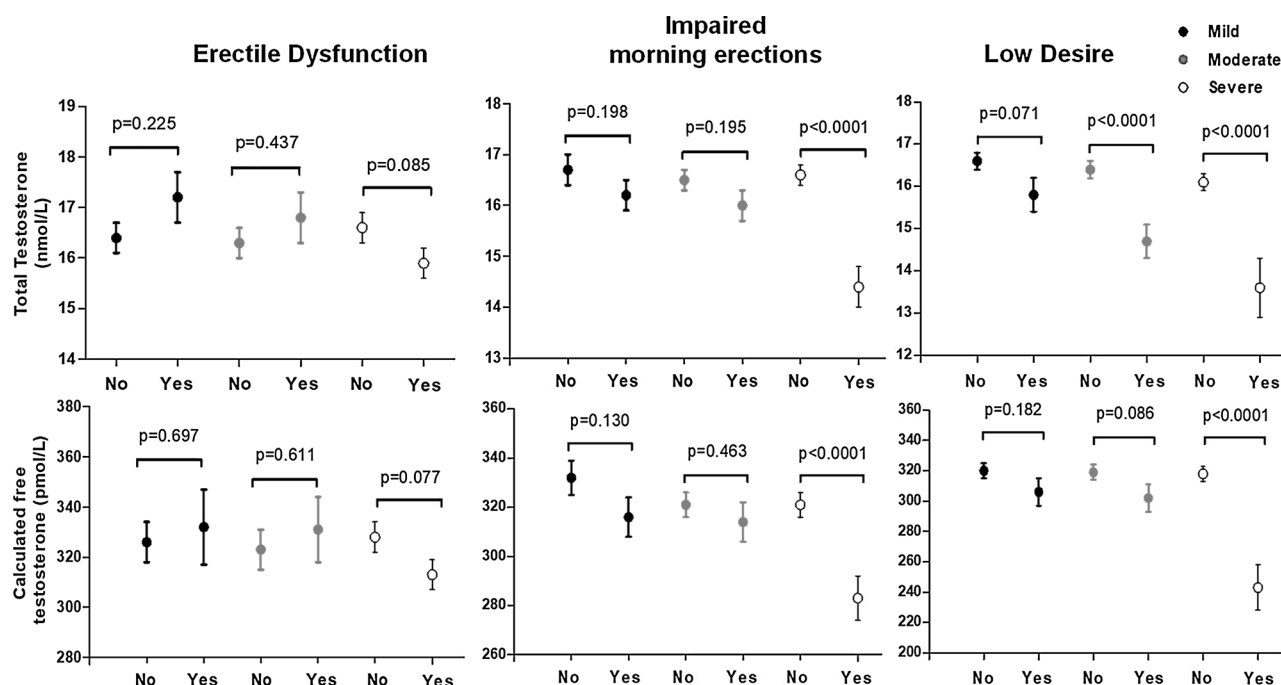 Erectile Dysfunction
Impaired
morning erections
Low Desire
Mild
Moderate
Severe
Total Testosterone
(nmol/L)
19
18
17
16
15
14
p=0.225
p=0.437
p=0.085
No Yes No Yes No Yes
18
17
16
15
14
13
p=0.198
p=0.195
p<0.0001
No Yes No Yes No Yes
18
17
16
15
14
13
12
p=0.071
p<0.0001
p<0.0001
No Yes No Yes No Yes
Calculated free
testosterone (pmol/L)
380
360
340
320
300
280
p=0.697
p=0.611
p=0.077
No Yes No Yes No Yes
360
340
320
300
280
260
p=0.130
p=0.463
p<0.0001
No Yes No Yes No Yes
360
340
320
300
280
260
240
220
200
p=0.182
p=0.086
p<0.0001
No Yes No Yes No Yes